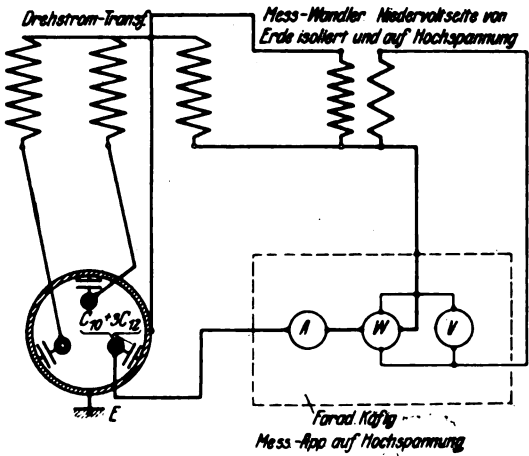 Drehstrom-Transf.
Mess-Wandler Niedervoltseite von
Erde isoliert und auf Hochspannung
C10+3C12
E
A
W
V
Farad. Käfig
Mess-App auf Hochspannung